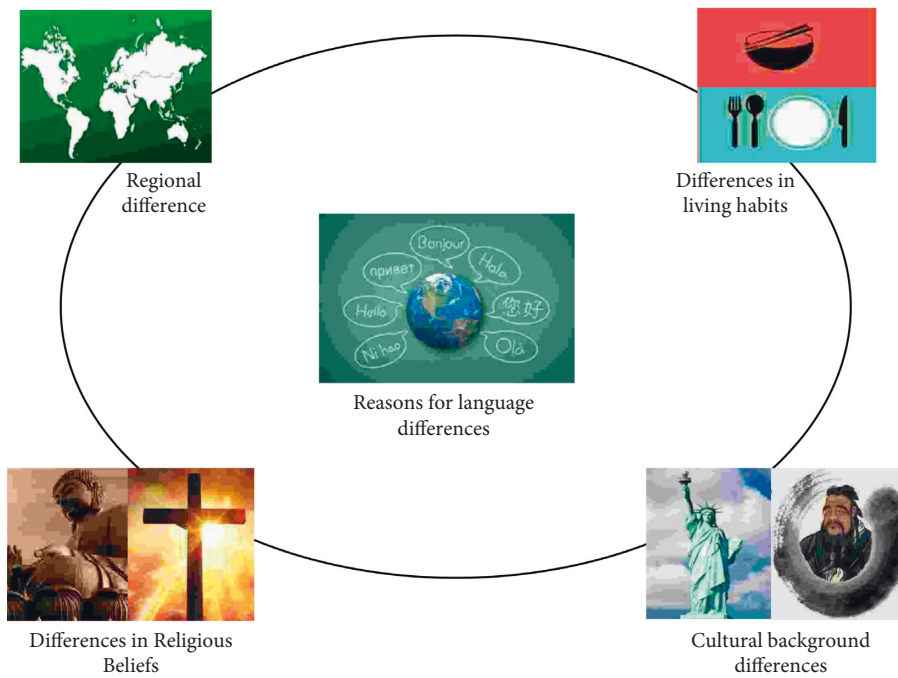 Regional
difference
Differences in
living habits
Bonjour
Hola
привет
Hello
您好
Ni hao
Olá
Reasons for language
differences
Differences in Religious
Beliefs
Cultural background
differences